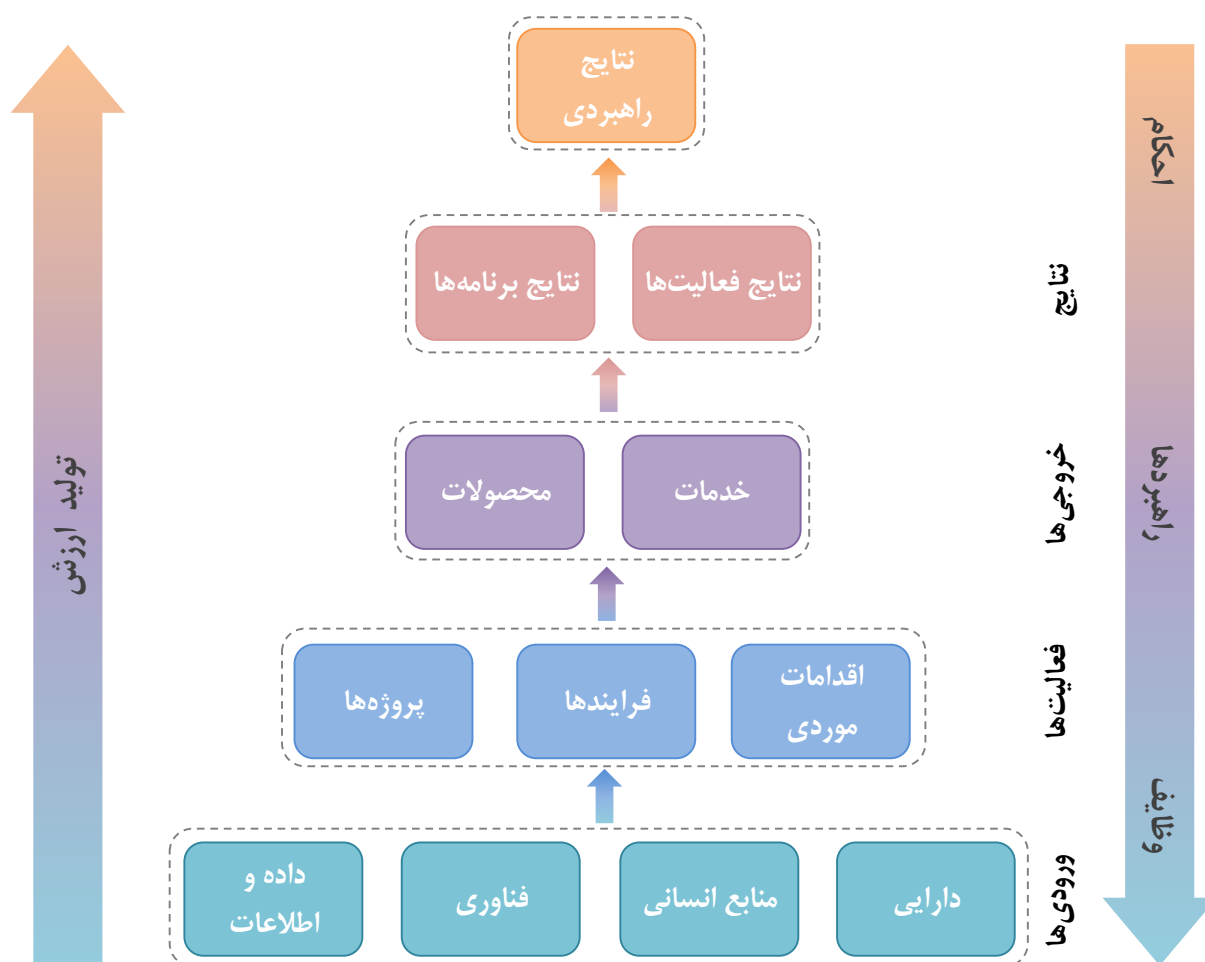 نتایج
راهبردی
احکام
نتایج
نتایج فعالیت‌ها
نتایج برنامه‌ها
خروجی‌ها
خدمات
محصولات
راهبردها
تولید ارزش
فعالیت‌ها
اقدامات
موردی
فرایندها
پروژه‌ها
وظایف
ورودی‌ها
دارایی
منابع انسانی
فناوری
داده و
اطلاعات